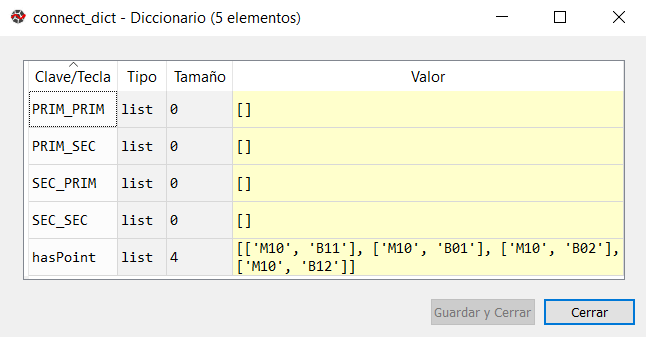 connect_dict - Diccionario (5 elementos)
Clave/Tecla Tipo Tamaño Valor
PRIM_PRIM list 0 []
PRIM_SEC list 0 []
SEC_PRIM list 0 []
SEC_SEC list 0 []
hasPoint list 4 [['M10', 'B11'], ['M10', 'B01'], ['M10', 'B02'],
['M10', 'B12']]
Guardar y Cerrar Cerrar